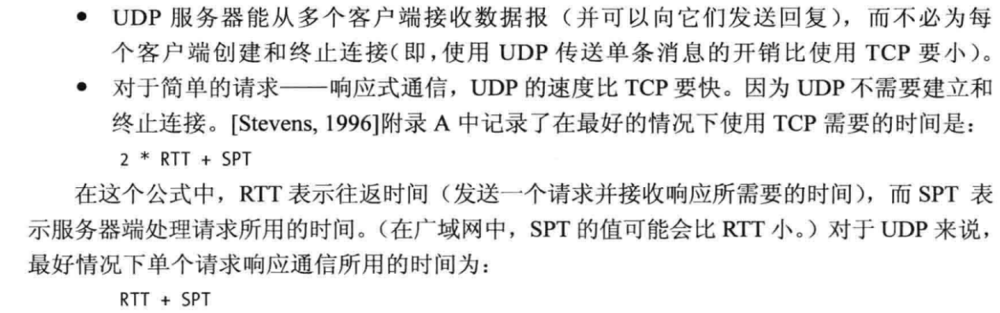 ● UDP 服务器能从多个客户端接收数据报（并可以向它们发送回复），而不必为每
个客户端创建和终止连接（即，使用 UDP 传送单条消息的开销比使用 TCP 要小）。
● 对于简单的请求——响应式通信，UDP 的速度比 TCP 要快。因为 UDP 不需要建立和
终止连接。[Stevens, 1996]附录 A 中记录了在最好的情况下使用 TCP 需要的时间是：
2 * RTT + SPT
在这个公式中，RTT 表示往返时间（发送一个请求并接收响应所需要的时间），而 SPT 表
示服务器端处理请求所用的时间。（在广域网中，SPT 的值可能会比 RTT 小。）对于 UDP 来说，
最好情况下单个请求响应通信所用的时间为：
RTT + SPT